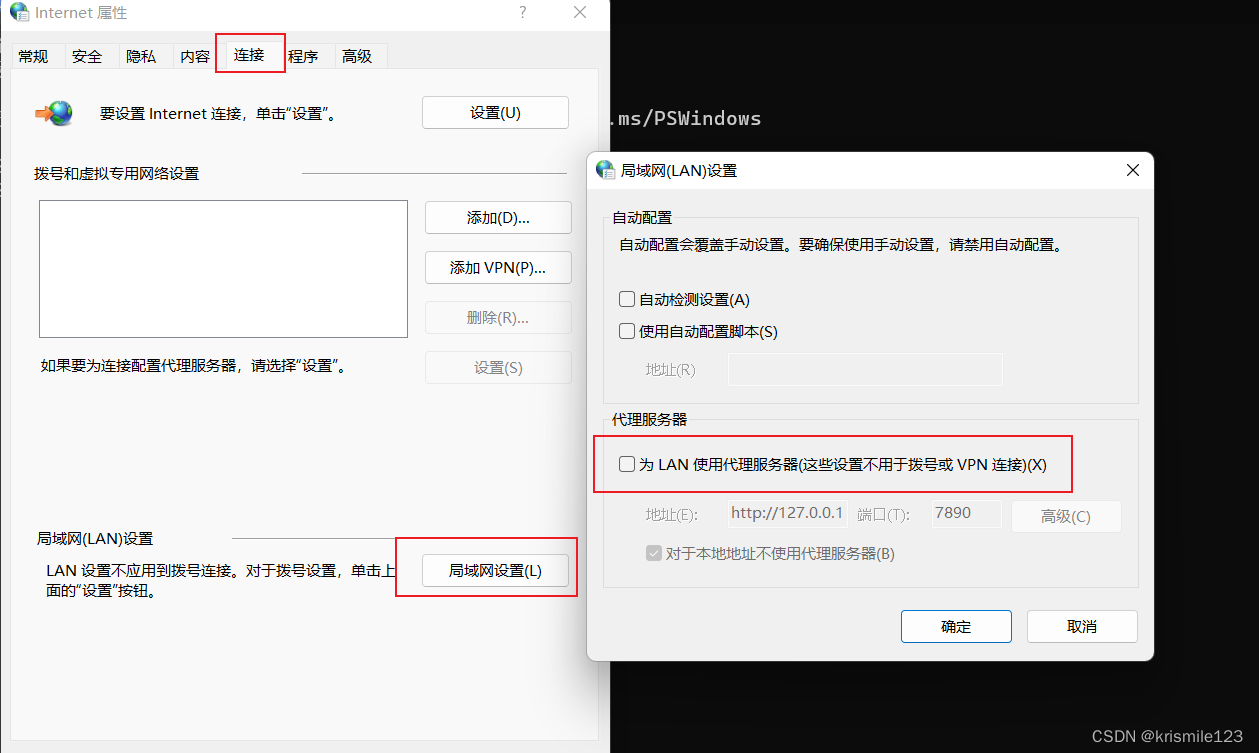 Internet 属性
?
常规 安全 隐私 内容 连接 程序 高级
要设置 Internet 连接，单击“设置”。
设置(U)
拨号和虚拟专用网络设置
添加(D)...
添加 VPN(P)...
删除(R)...
设置(S)
如果要为连接配置代理服务器，请选择“设置”。
局域网(LAN)设置
LAN 设置不应用到拨号连接。对于拨号设置，单击上
面的“设置”按钮。
局域网设置(L)
.ms/PSWindows
局域网(LAN)设置
自动配置
自动配置会覆盖手动设置。要确保使用手动设置，请禁用自动配置。
自动检测设置(A)
使用自动配置脚本(S)
地址(R)
代理服务器
为 LAN 使用代理服务器(这些设置不用于拨号或 VPN 连接)(X)
地址(E): http://127.0.0.1 端口(T): 7890 高级(C)
对于本地地址不使用代理服务器(B)
确定 取消
CSDN @krismile123